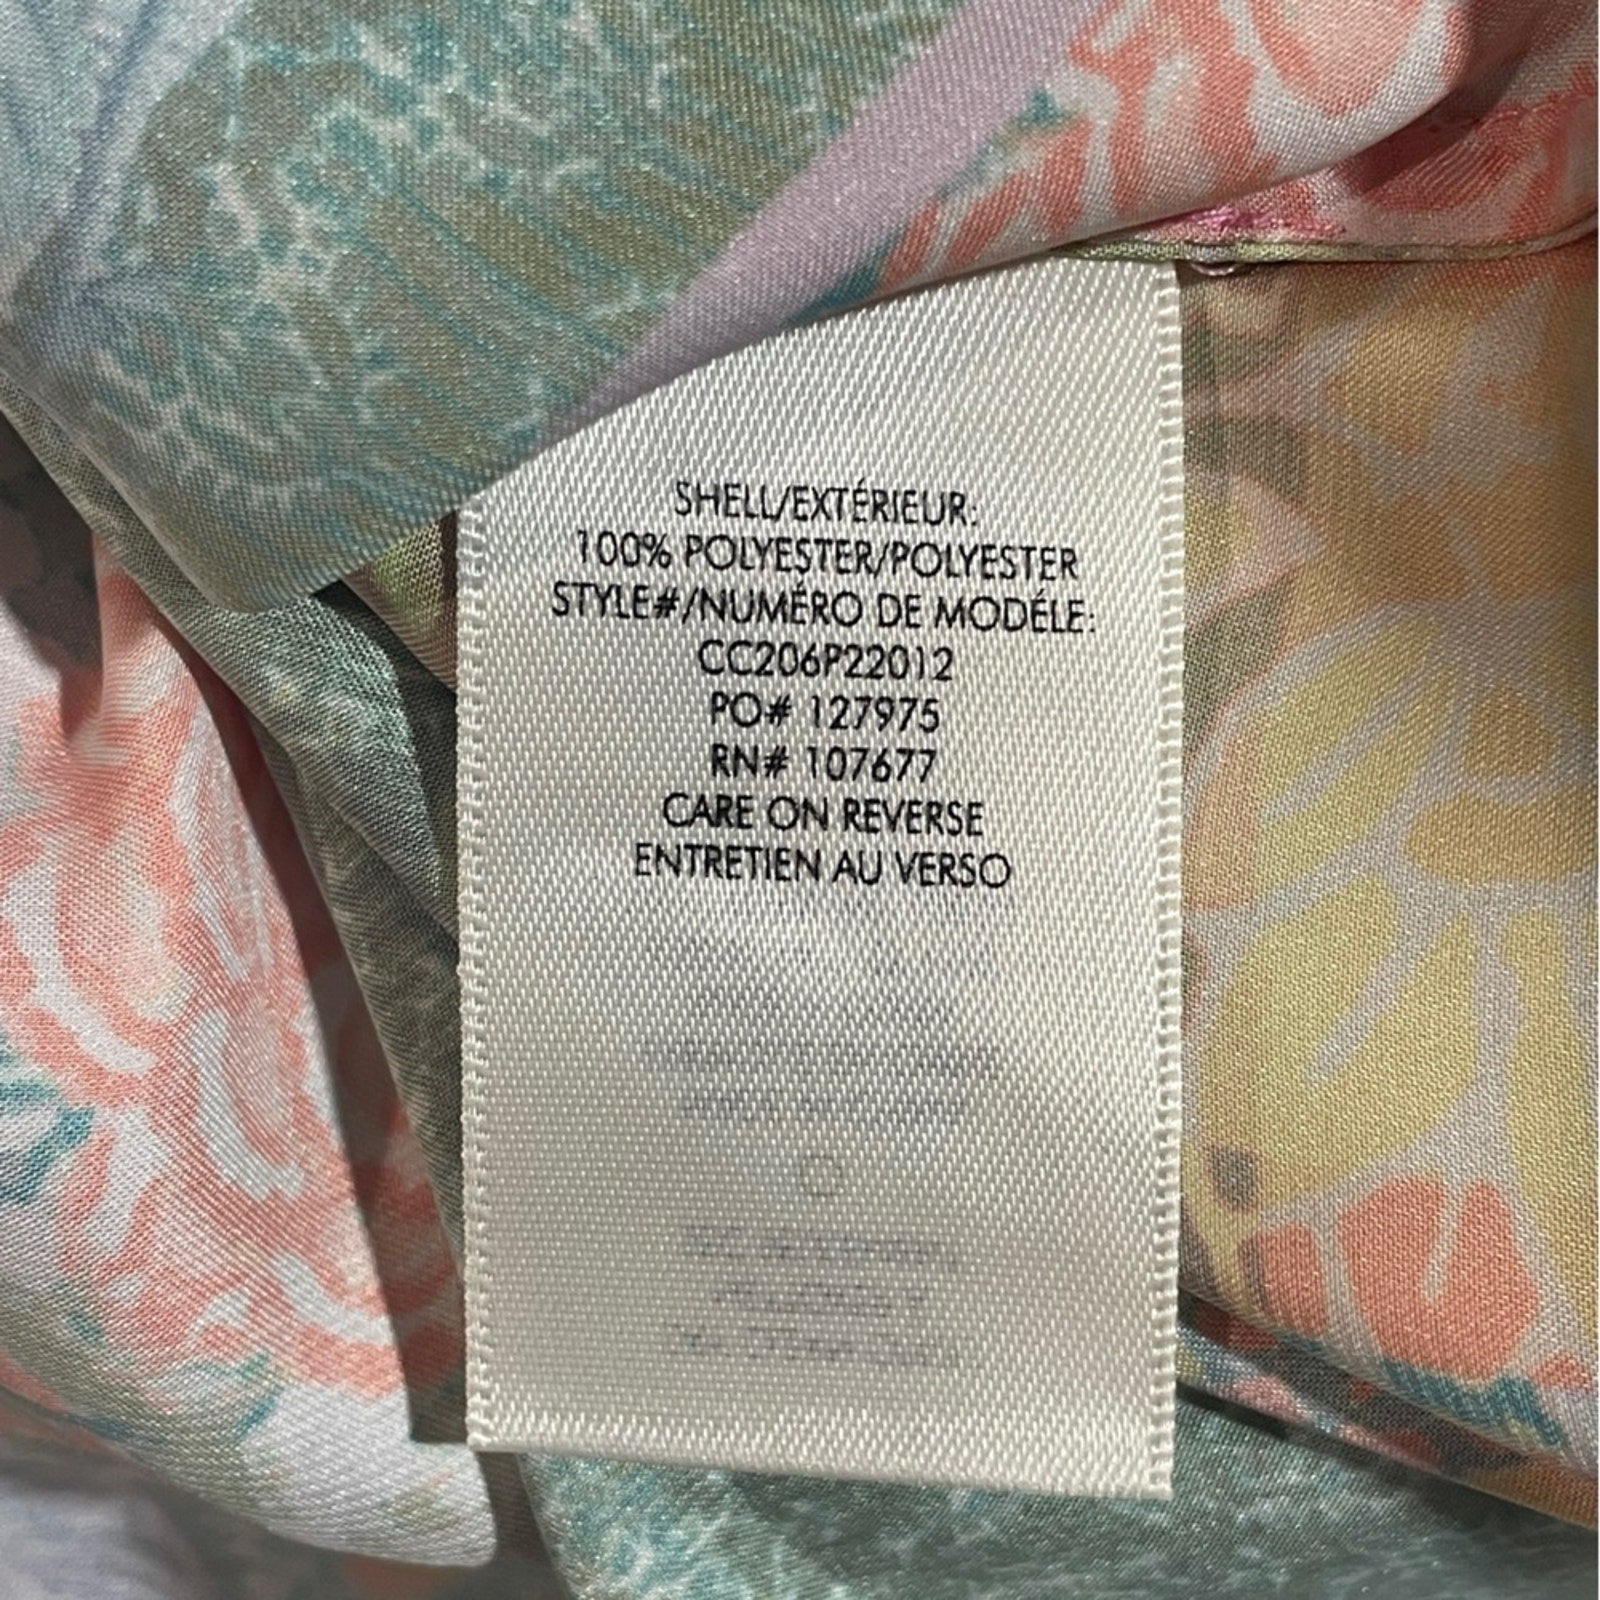 SHELL/EXTÉRIEUR:
100% POLYESTER/POLYESTER
STYLE#/NUMÉRO DE MODÉLE:
CC206P22012
PO# 127975
RN# 107677
CARE ON REVERSE
ENTRETIEN AU VERSO